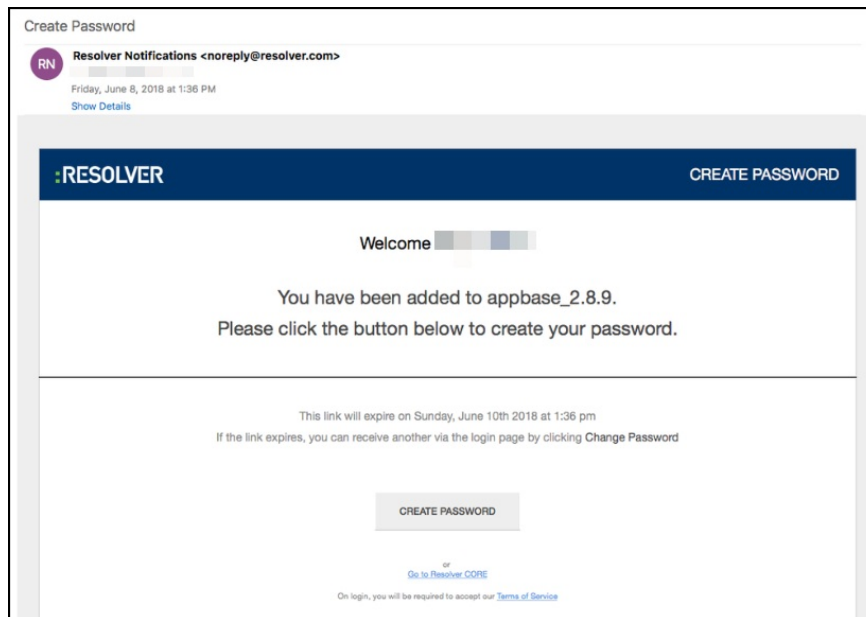 Create Password
RN
Resolver Notifications <noreply@resolver.com>
Friday, June 8, 2018 at 1:36 PM
Show Details
:RESOLVER
CREATE PASSWORD
Welcome
You have been added to appbase_2.8.9.
Please click the button below to create your password.
This link will expire on Sunday, June 10th 2018 at 1:36 pm
If the link expires, you can receive another via the login page by clicking Change Password
CREATE PASSWORD
or
Go to Resolver CORE
On login, you will be required to accept our Terms of Service